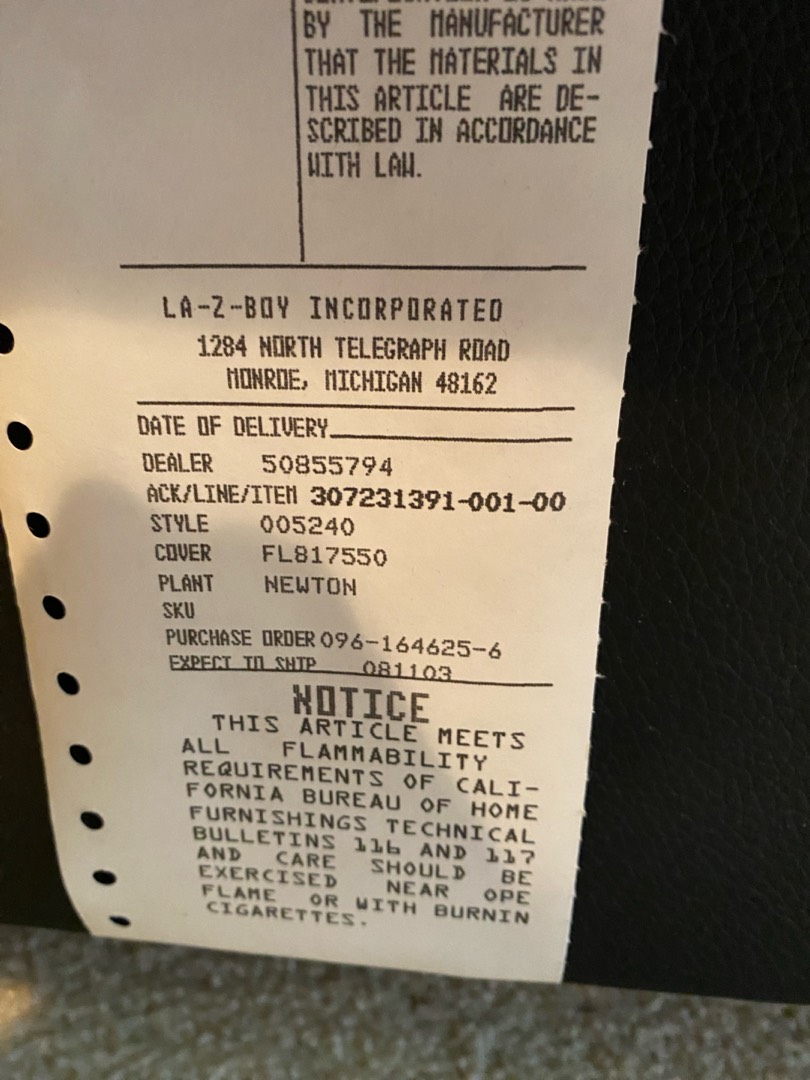 BY THE MANUFACTURER
THAT THE MATERIALS IN
THIS ARTICLE ARE DE-
SCRIBED IN ACCORDANCE
WITH LAW.
LA-Z-BOY INCORPORATED
1284 NORTH TELEGRAPH ROAD
MONROE, MICHIGAN 48162
DATE OF DELIVERY
DEALER 50855794
ACK/LINE/ITEM 307231391-001-00
STYLE 005240
COVER FL817550
PLANT NEWTON
SKU
PURCHASE ORDER 096-164625-6
EXPECT TO SHIP 081103
NOTICE
THIS ARTICLE MEETS
ALL FLAMMABILITY
REQUIREMENTS OF CALI-
FORNIA BUREAU OF HOME
FURNISHINGS TECHNICAL
BULLETINS 116 AND 117
AND CARE SHOULD BE
EXERCISED NEAR OPE
FLAME OR WITH BURNIN
CIGARETTES.